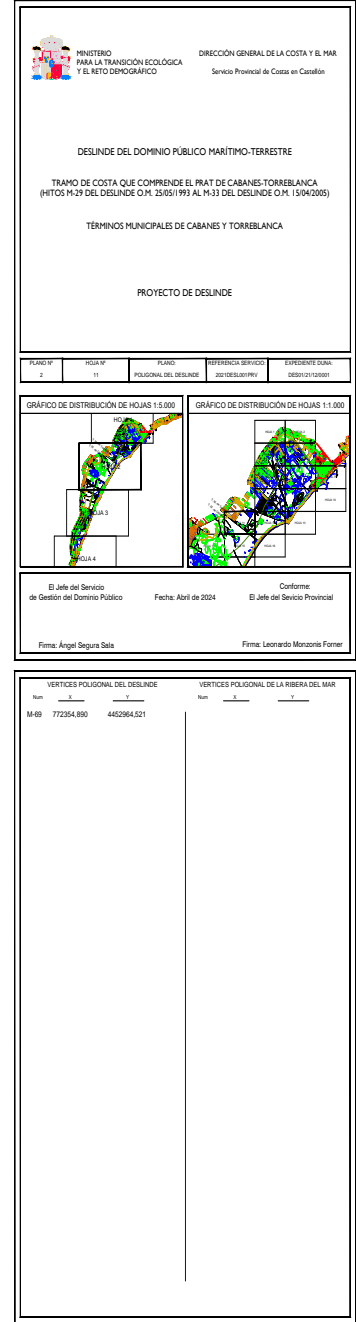 MINISTERIO
PARA LA TRANSICIÓN ECOLÓGICA
Y EL RETO DEMOGRÁFICO
DIRECCIÓN GENERAL DE LA COSTA Y EL MAR
Servicio Provincial de Costas en Castellón
DESLINDE DEL DOMINIO PÚBLICO MARÍTIMO-TERRESTRE
TRAMO DE COSTA QUE COMPRENDE EL PRAT DE CABANES-TORREBLANCA
(HITOS M-29 DEL DESLINDE O.M. 25/05/1993 AL M-33 DEL DESLINDE O.M. 15/04/2005)
TÉRMINOS MUNICIPALES DE CABANES Y TORREBLANCA
PROYECTO DE DESLINDE
PLANO Nº HOJA Nº PLANO: REFERENCIA SERVICIO: EXPEDIENTE DUNA:
2 11 POLIGONAL DEL DESLINDE 2021DESL001PRV DES01/21/12/0001
GRÁFICO DE DISTRIBUCIÓN DE HOJAS 1:5.000
HOJA 4
GRÁFICO DE DISTRIBUCIÓN DE HOJAS 1:1.000
El Jefe del Servicio
de Gestión del Dominio Público
Fecha: Abril de 2024
Conforme:
El Jefe del Sevicio Provincial
Firma: Ángel Segura Sala
Firma: Leonardo Monzonis Forner
VERTICES POLIGONAL DEL DESLINDE
Num X Y
M-69 772354,890 4452964,521
VERTICES POLIGONAL DE LA RIBERA DEL MAR
Num X Y